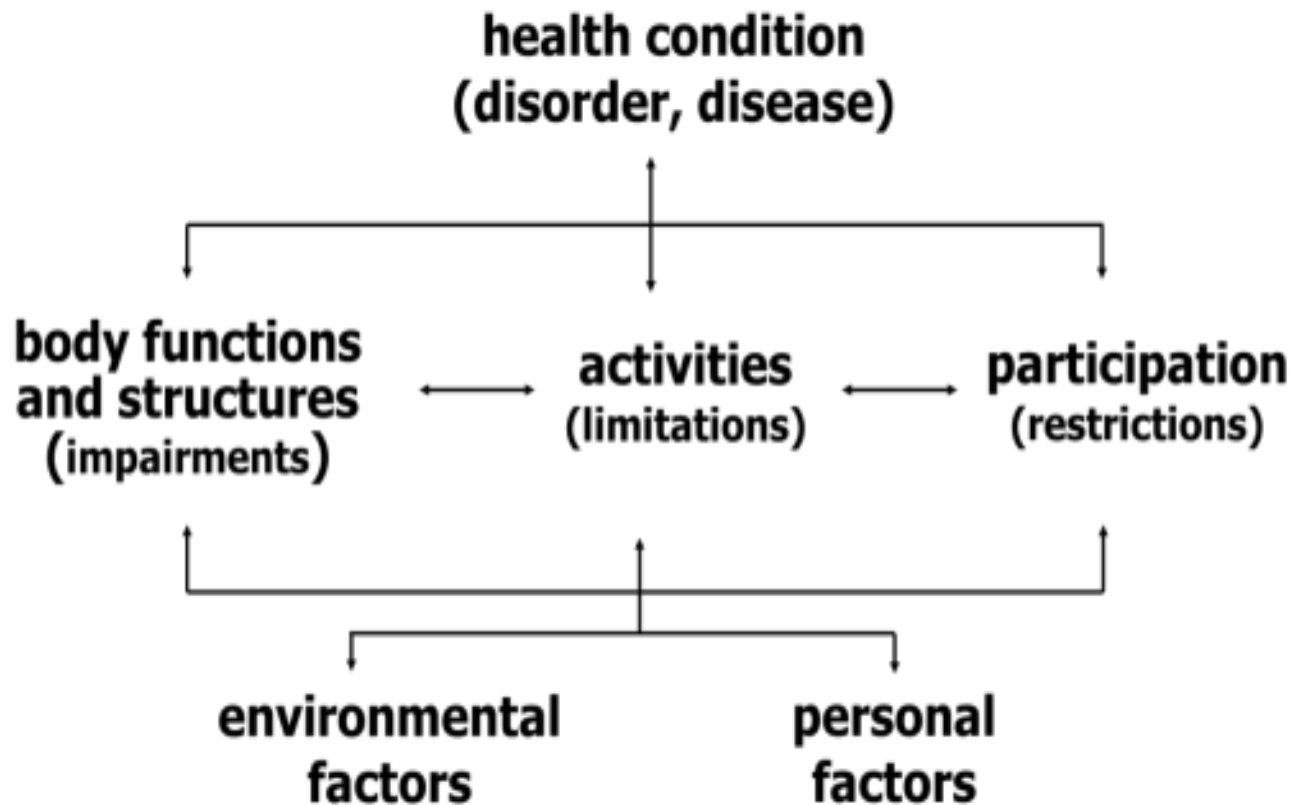 health condition
(disorder, disease)
body functions
and structures
(impairments)
activities
(limitations)
participation
(restrictions)
environmental
factors
personal
factors